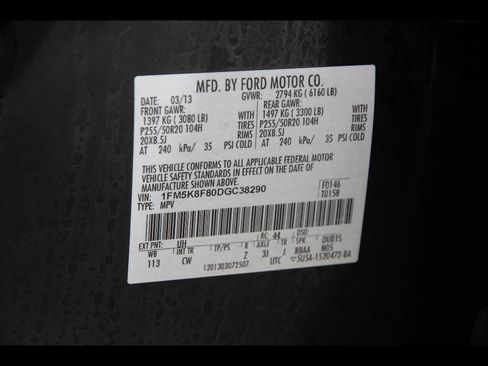 MFD. BY FORD MOTOR CO.
DATE: 03/13 GVWR: 2794 KG ( 6160 LB)
FRONT GAWR: REAR GAWR:
1397 KG ( 3080 LB) WITH 1497 KG ( 3300 LB) WITH
P255/50R20 104H TIRES P255/50R20 104H TIRES
20X8.5J RIMS 20X8.5J RIMS
AT 240 kPa/ 35 PSI COLD AT 240 kPa/ 35 PSI COLD
THIS VEHICLE CONFORMS TO ALL APPLICABLE FEDERAL MOTOR
VEHICLE SAFETY STANDARDS IN EFFECT ON THE DATE OF
MANUFACTURE SHOWN ABOVE.
VIN: 1FM5K8F80DGC38290 F0146
TYPE: MPV T0158
EXT PNT: UH RC: 44 DSO:
WB INT TR TP/PS R AXLE TR SPR DUB15
113 CW Z 3J J BBAA N05
1201303072507 UTC 5U5A-1520472-BA